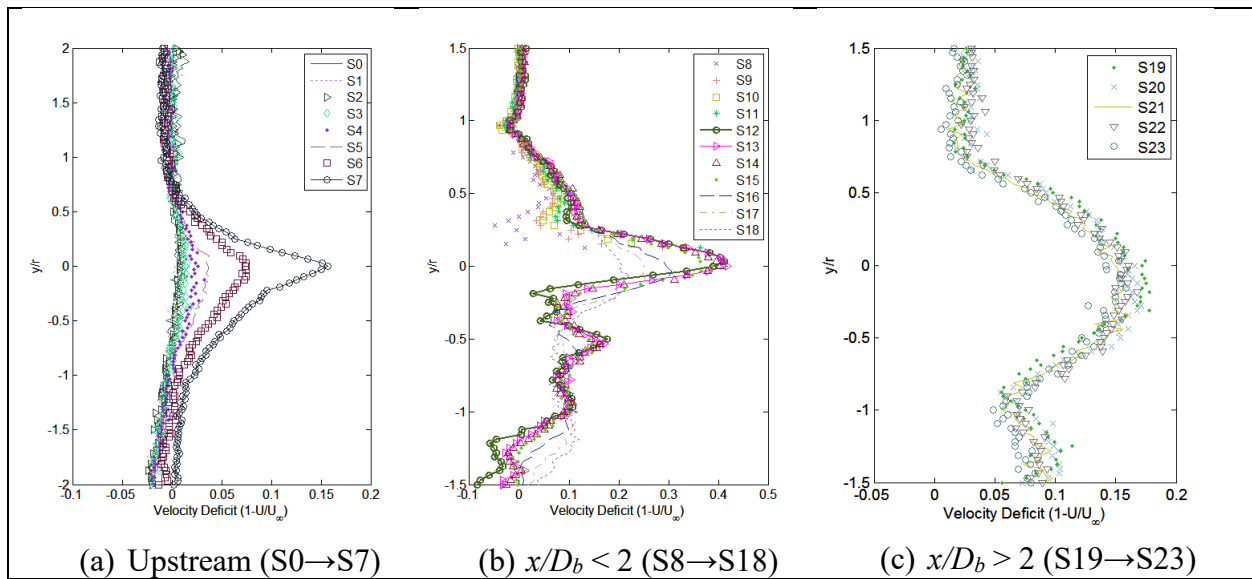 2
1.5
1
0.5
0
-0.5
-1
-1.5
-2
y/r
-0.1
-0.05
0
0.05
0.1
0.15
0.2
Velocity Deficit (1-U/U∞)
S0
S1
S2
S3
S4
S5
S6
S7
(a) Upstream (S0→S7)
1.5
1
0.5
0
-0.5
-1
-1.5
y/r
-0.1
0
0.1
0.2
0.3
0.4
0.5
Velocity Deficit (1-U/U∞)
S8
S9
S10
S11
S12
S13
S14
S15
S16
S17
S18
(b) x/Db < 2 (S8→S18)
1.5
1
0.5
0
-0.5
-1
-1.5
y/r
-0.05
0
0.05
0.1
0.15
0.2
Velocity Deficit (1-U/U∞)
S19
S20
S21
S22
S23
(c) x/Db > 2 (S19→S23)